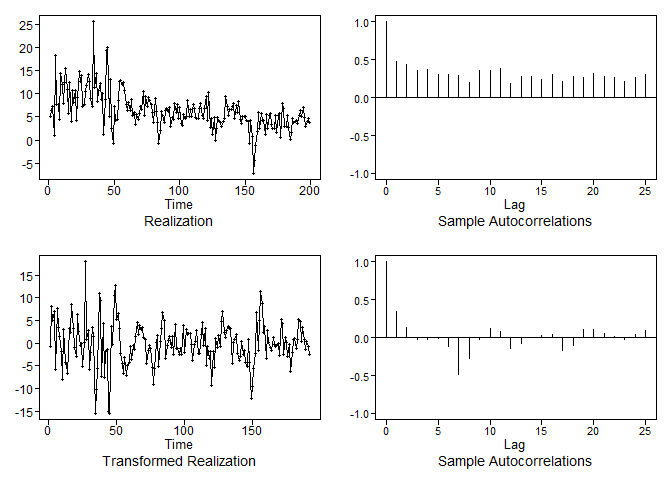 25
20
15
10
5
0
-5
0 50 100 150 200
Time
Realization
1.0
0.5
0.0
-0.5
-1.0
0 5 10 15 20 25
Lag
Sample Autocorrelations
15
10
5
0
-5
-10
-15
0 50 100 150
Time
Transformed Realization
1.0
0.5
0.0
-0.5
-1.0
0 5 10 15 20 25
Lag
Sample Autocorrelations